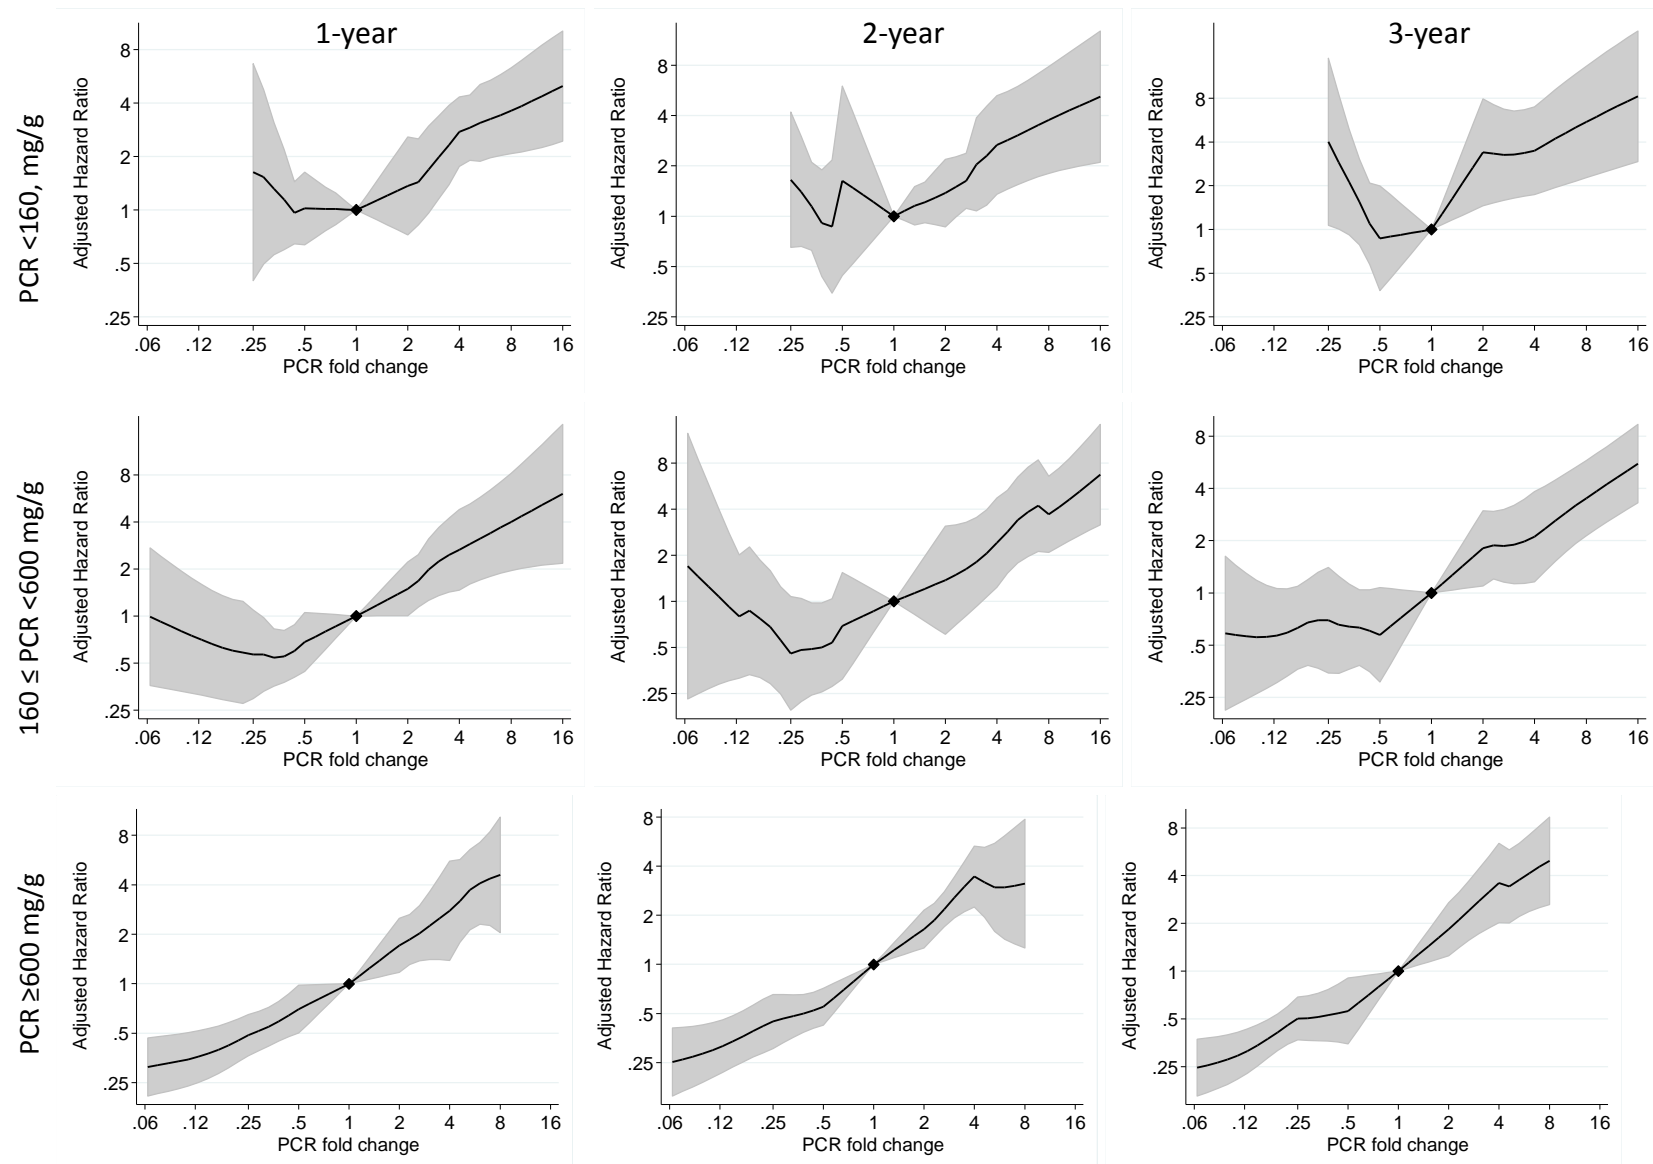 1-year
2-year
3-year
PCR <160, mg/g
Adjusted Hazard Ratio
8
4
2
1
.5
.25
.06 .12 .25 .5 1 2 4 8 16
PCR fold change
Adjusted Hazard Ratio
8
4
2
1
.5
.25
.06 .12 .25 .5 1 2 4 8 16
PCR fold change
Adjusted Hazard Ratio
8
4
2
1
.5
.25
.06 .12 .25 .5 1 2 4 8 16
PCR fold change
160 ≤ PCR <600 mg/g
Adjusted Hazard Ratio
8
4
2
1
.5
.25
.06 .12 .25 .5 1 2 4 8 16
PCR fold change
Adjusted Hazard Ratio
8
4
2
1
.5
.25
.06 .12 .25 .5 1 2 4 8 16
PCR fold change
Adjusted Hazard Ratio
8
4
2
1
.5
.25
.06 .12 .25 .5 1 2 4 8 16
PCR fold change
PCR ≥600 mg/g
Adjusted Hazard Ratio
8
4
2
1
.5
.25
.06 .12 .25 .5 1 2 4 8 16
PCR fold change
Adjusted Hazard Ratio
8
4
2
1
.5
.25
.06 .12 .25 .5 1 2 4 8 16
PCR fold change
Adjusted Hazard Ratio
8
4
2
1
.5
.25
.06 .12 .25 .5 1 2 4 8 16
PCR fold change